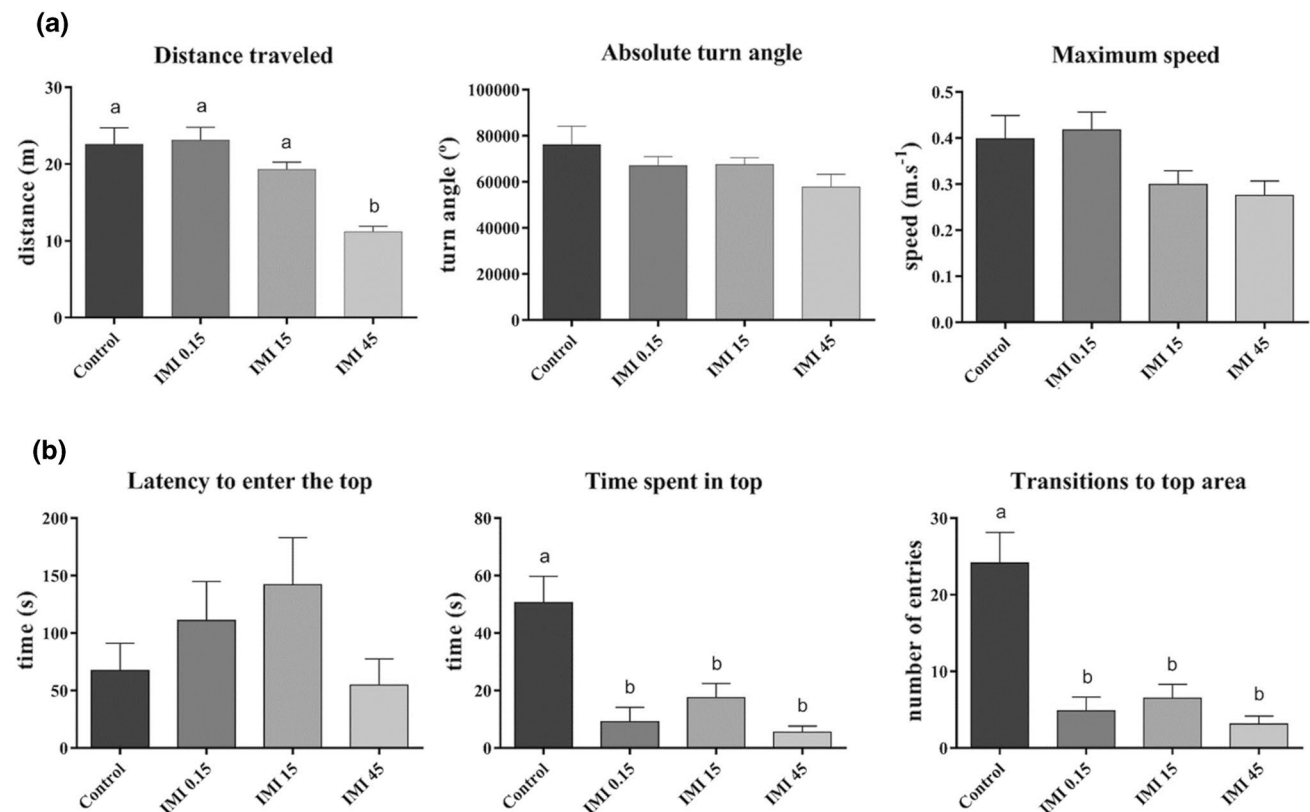 (a)
Distance traveled
Absolute turn angle
Maximum speed
distance (m)
30
20
10
0
a
a
a
b
Control
IMI 0.15
IMI 15
IMI 45
turn angle (º)
100000
80000
60000
40000
20000
0
Control
IMI 0.15
IMI 15
IMI 45
speed (m.s⁻¹)
0.5
0.4
0.3
0.2
0.1
0.0
Control
IMI 0.15
IMI 15
IMI 45
(b)
Latency to enter the top
Time spent in top
Transitions to top area
time (s)
200
150
100
50
0
Control
IMI 0.15
IMI 15
IMI 45
time (s)
80
60
40
20
0
a
b
b
b
Control
IMI 0.15
IMI 15
IMI 45
number of entries
30
20
10
0
a
b
b
b
Control
IMI 0.15
IMI 15
IMI 45